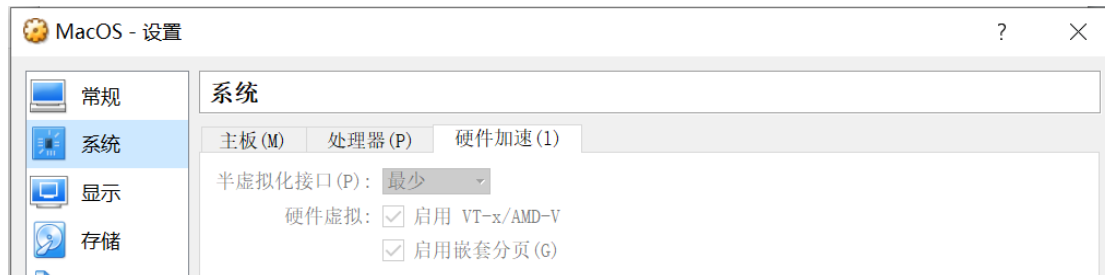 MacOS - 设置
?
常规
系统
显示
存储
系统
主板(M) 处理器(P) 硬件加速(1)
半虚拟化接口(P): 最少
硬件虚拟: 启用 VT-x/AMD-V
启用嵌套分页(G)